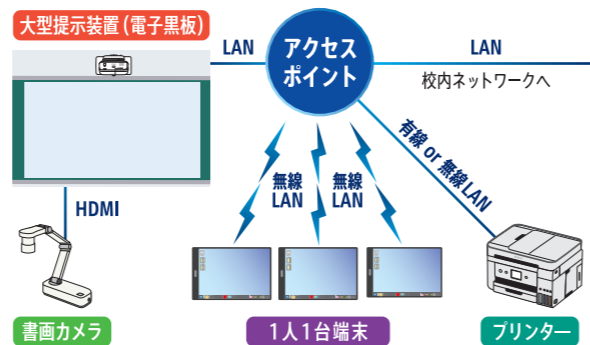 大型提示装置（電子黒板）
LAN
アクセス
ポイント
LAN
校内ネットワークへ
有線 or 無線LAN
無線
LAN
無線
LAN
HDMI
書画カメラ
1人1台端末
プリンター